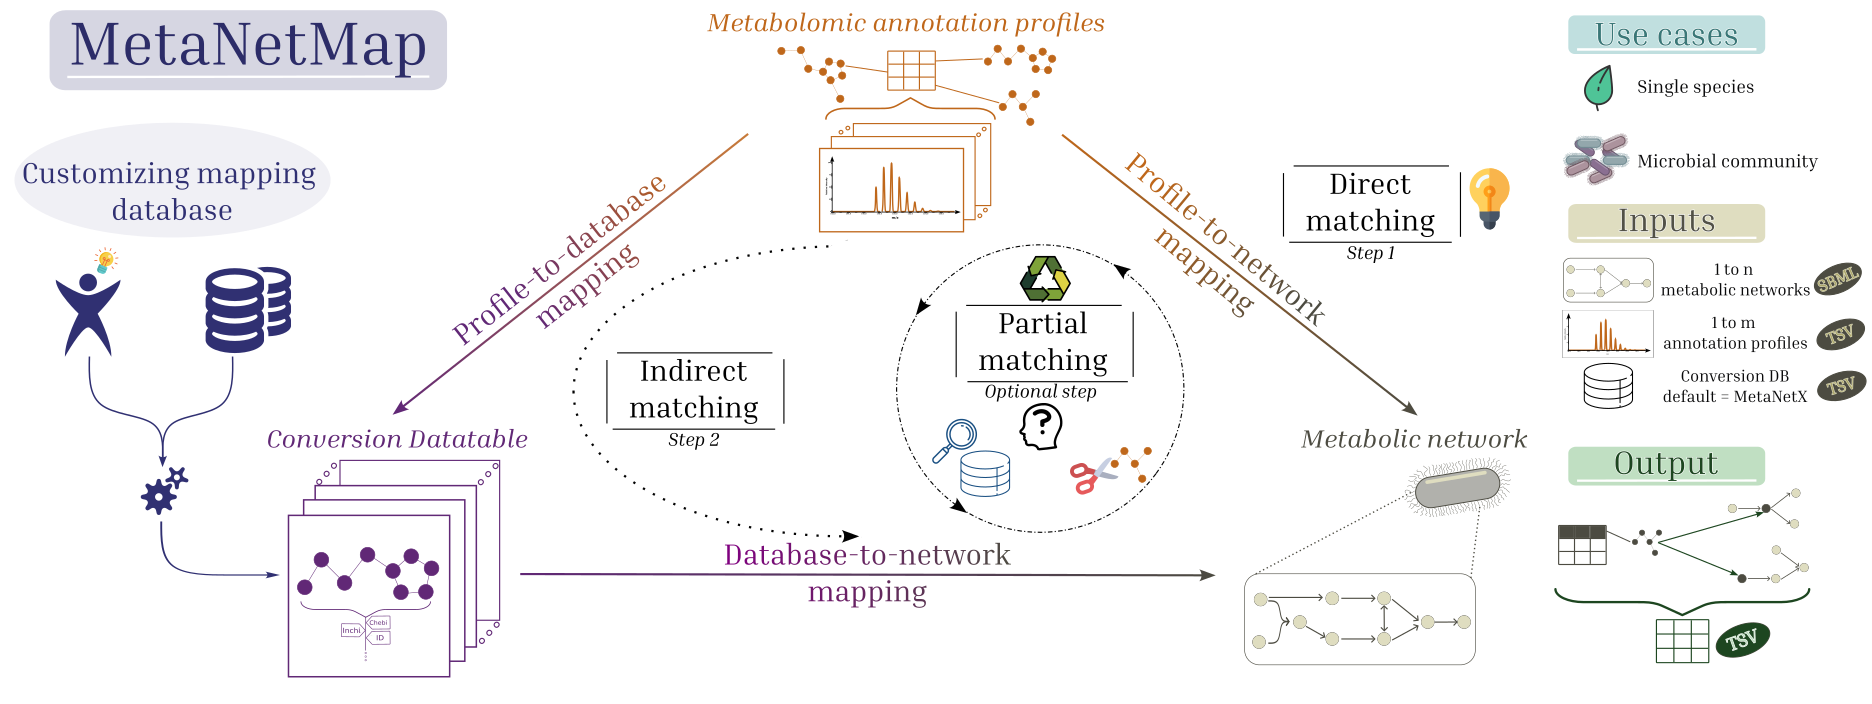 MetaNetMap
Customizing mapping
database
Metabolomic annotation profiles
Profile-to-database
mapping
Profile-to-network
mapping
Direct
matching
Step 1
Partial
matching
Optional step
Indirect
matching
Step 2
Conversion Datatable
Inchi
Chebi
ID
Database-to-network
mapping
Metabolic network
Use cases
Single species
Microbial community
Inputs
1 to n
metabolic networks
SBML
1 to m
annotation profiles
TSV
Conversion DB
default = MetaNetX
TSV
Output
TSV